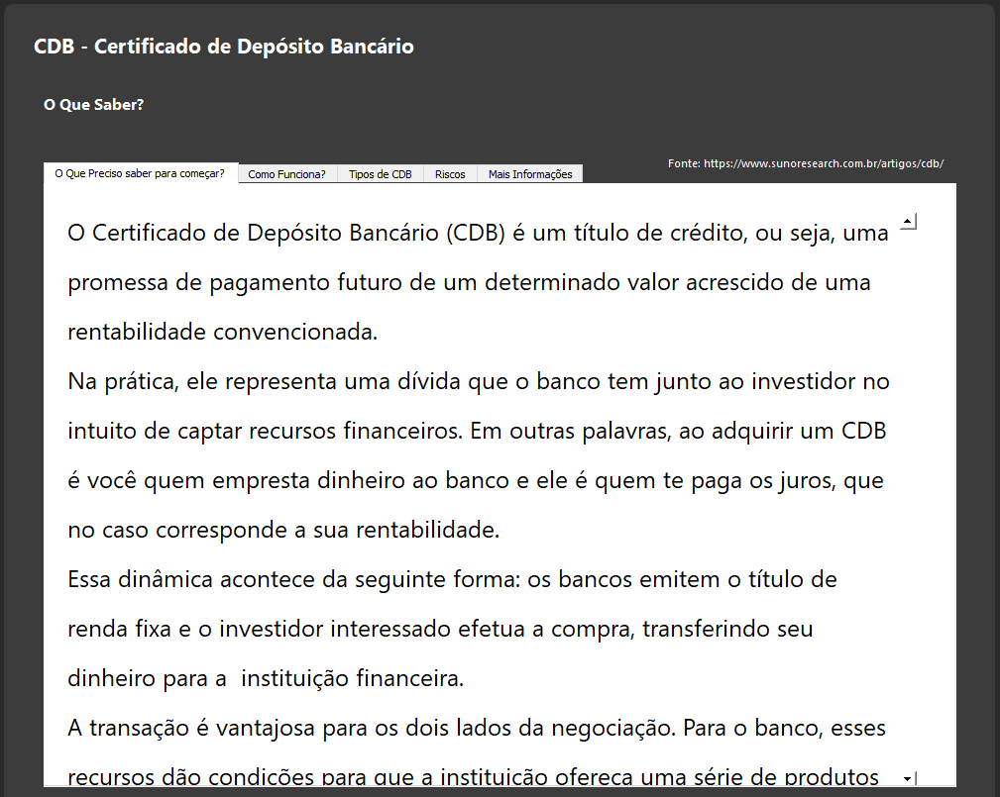 CDB - Certificado de Depósito Bancário
O Que Saber?
Fonte: https://www.sunoresearch.com.br/artigos/cdb/
O Que Preciso saber para começar?
Como Funciona?
Tipos de CDB
Riscos
Mais Informações
O Certificado de Depósito Bancário (CDB) é um título de crédito, ou seja, uma
promessa de pagamento futuro de um determinado valor acrescido de uma
rentabilidade convencionada.
Na prática, ele representa uma dívida que o banco tem junto ao investidor no
intuito de captar recursos financeiros. Em outras palavras, ao adquirir um CDB
é você quem empresta dinheiro ao banco e ele é quem te paga os juros, que
no caso corresponde a sua rentabilidade.
Essa dinâmica acontece da seguinte forma: os bancos emitem o título de
renda fixa e o investidor interessado efetua a compra, transferindo seu
dinheiro para a  instituição financeira.
A transação é vantajosa para os dois lados da negociação. Para o banco, esses
recursos dão condições para que a instituição ofereça uma série de produtos